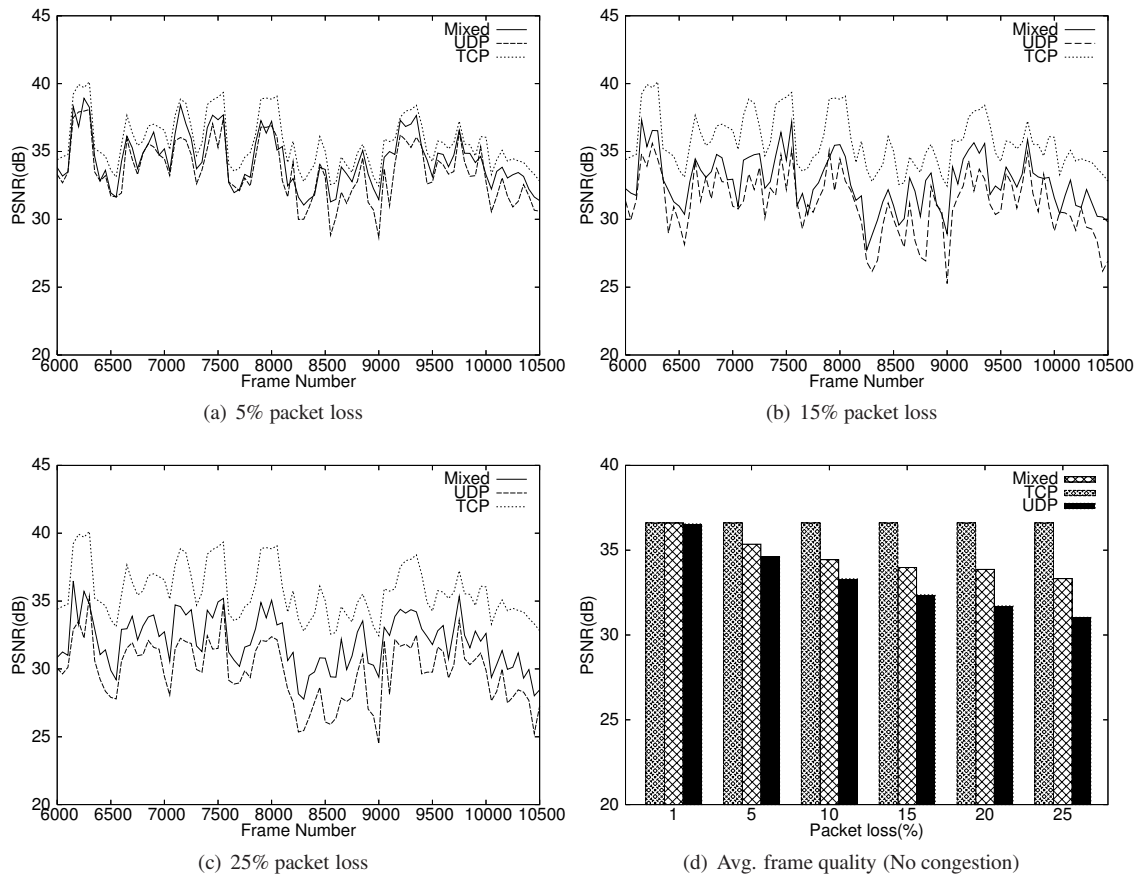 45
40
35
30
25
20
PSNR(dB)
6000 6500 7000 7500 8000 8500 9000 9500 10000 10500
Frame Number
Mixed
UDP
TCP
(a) 5% packet loss
45
40
35
30
25
20
PSNR(dB)
6000 6500 7000 7500 8000 8500 9000 9500 10000 10500
Frame Number
Mixed
UDP
TCP
(b) 15% packet loss
45
40
35
30
25
20
PSNR(dB)
6000 6500 7000 7500 8000 8500 9000 9500 10000 10500
Frame Number
Mixed
UDP
TCP
(c) 25% packet loss
40
35
30
25
20
PSNR(dB)
1 5 10 15 20 25
Packet loss(%)
Mixed
TCP
UDP
(d) Avg. frame quality (No congestion)